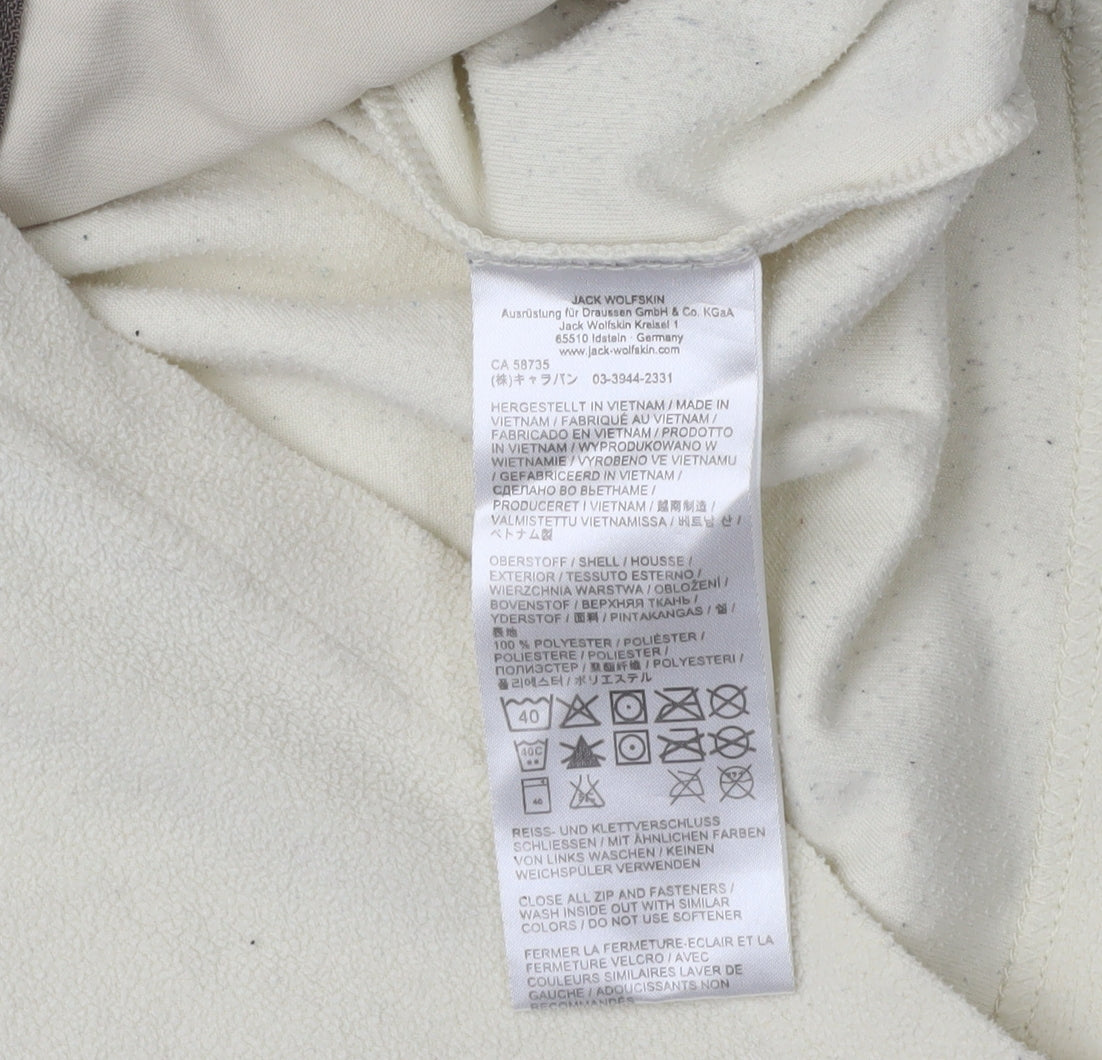 JACK WOLFSKIN
Ausrüstung für Draussen GmbH & Co. KGaA
Jack Wolfskin Kreisel 1
65510 Idstein · Germany
www.jack-wolfskin.com
CA 58735
(株)キャラバン 03-3944-2331
HERGESTELLT IN VIETNAM / MADE IN
VIETNAM / FABRIQUÉ AU VIETNAM /
FABRICADO EN VIETNAM / PRODOTTO
IN VIETNAM / WYPRODUKOWANO W
WIETNAMIE / VYROBENO VE VIETNAMU
/ GEFABRICEERD IN VIETNAM /
СДЕЛАНО ВО ВЬЕТНАМЕ /
PRODUCERET I VIETNAM / 越南制造 /
VALMISTETTU VIETNAMISSA / 베트남 산 /
ベトナム製
OBERSTOFF / SHELL / HOUSSE /
EXTERIOR / TESSUTO ESTERNO /
WIERZCHNIA WARSTWA / OBLOŽENÍ /
BOVENSTOF / ВЕРХНЯЯ ТКАНЬ /
YDERSTOF / 面料 / PINTAKANGAS / 쉘 /
表地
100 % POLYESTER / POLIÉSTER /
POLIESTERE / POLIESTER /
ПОЛИЭСТЕР / 聚酯纤维 / POLYESTERI /
폴리에스터 / ポリエステル
40
40C
40
REISS- UND KLETTVERSCHLUSS
SCHLIESSEN / MIT ÄHNLICHEN FARBEN
VON LINKS WASCHEN / KEINEN
WEICHSPÜLER VERWENDEN
CLOSE ALL ZIP AND FASTENERS /
WASH INSIDE OUT WITH SIMILAR
COLORS / DO NOT USE SOFTENER
FERMER LA FERMETURE-ECLAIR ET LA
FERMETURE VELCRO / AVEC
COULEURS SIMILAIRES LAVER DE
GAUCHE / ADOUCISSANTS NON
RECOMMANDÉS